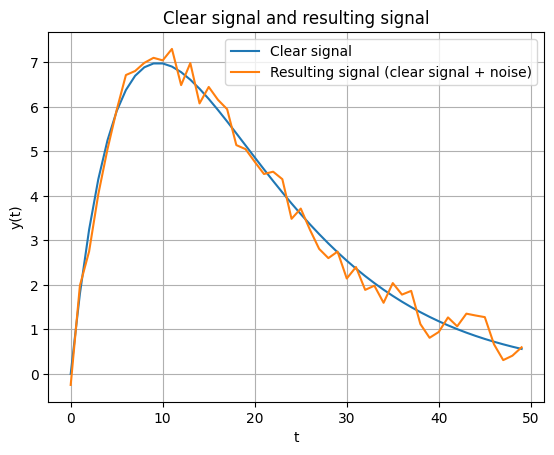 Clear signal and resulting signal
Clear signal
Resulting signal (clear signal + noise)
y(t)
7
6
5
4
3
2
1
0
0 10 20 30 40 50
t